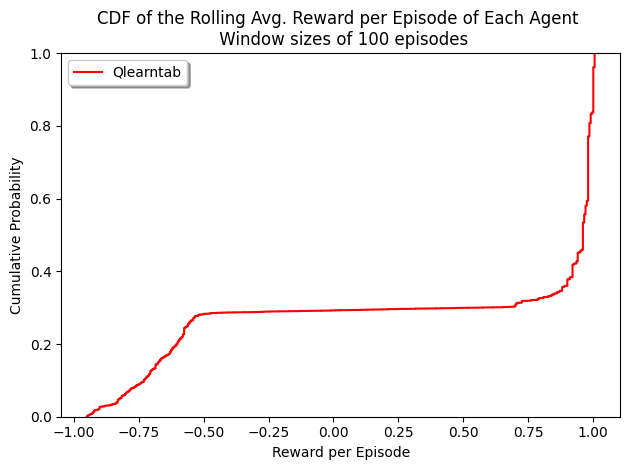 CDF of the Rolling Avg. Reward per Episode of Each Agent
Window sizes of 100 episodes
Qlearntab
1.0
0.8
0.6
0.4
0.2
0.0
Cumulative Probability
−1.00 −0.75 −0.50 −0.25 0.00 0.25 0.50 0.75 1.00
Reward per Episode